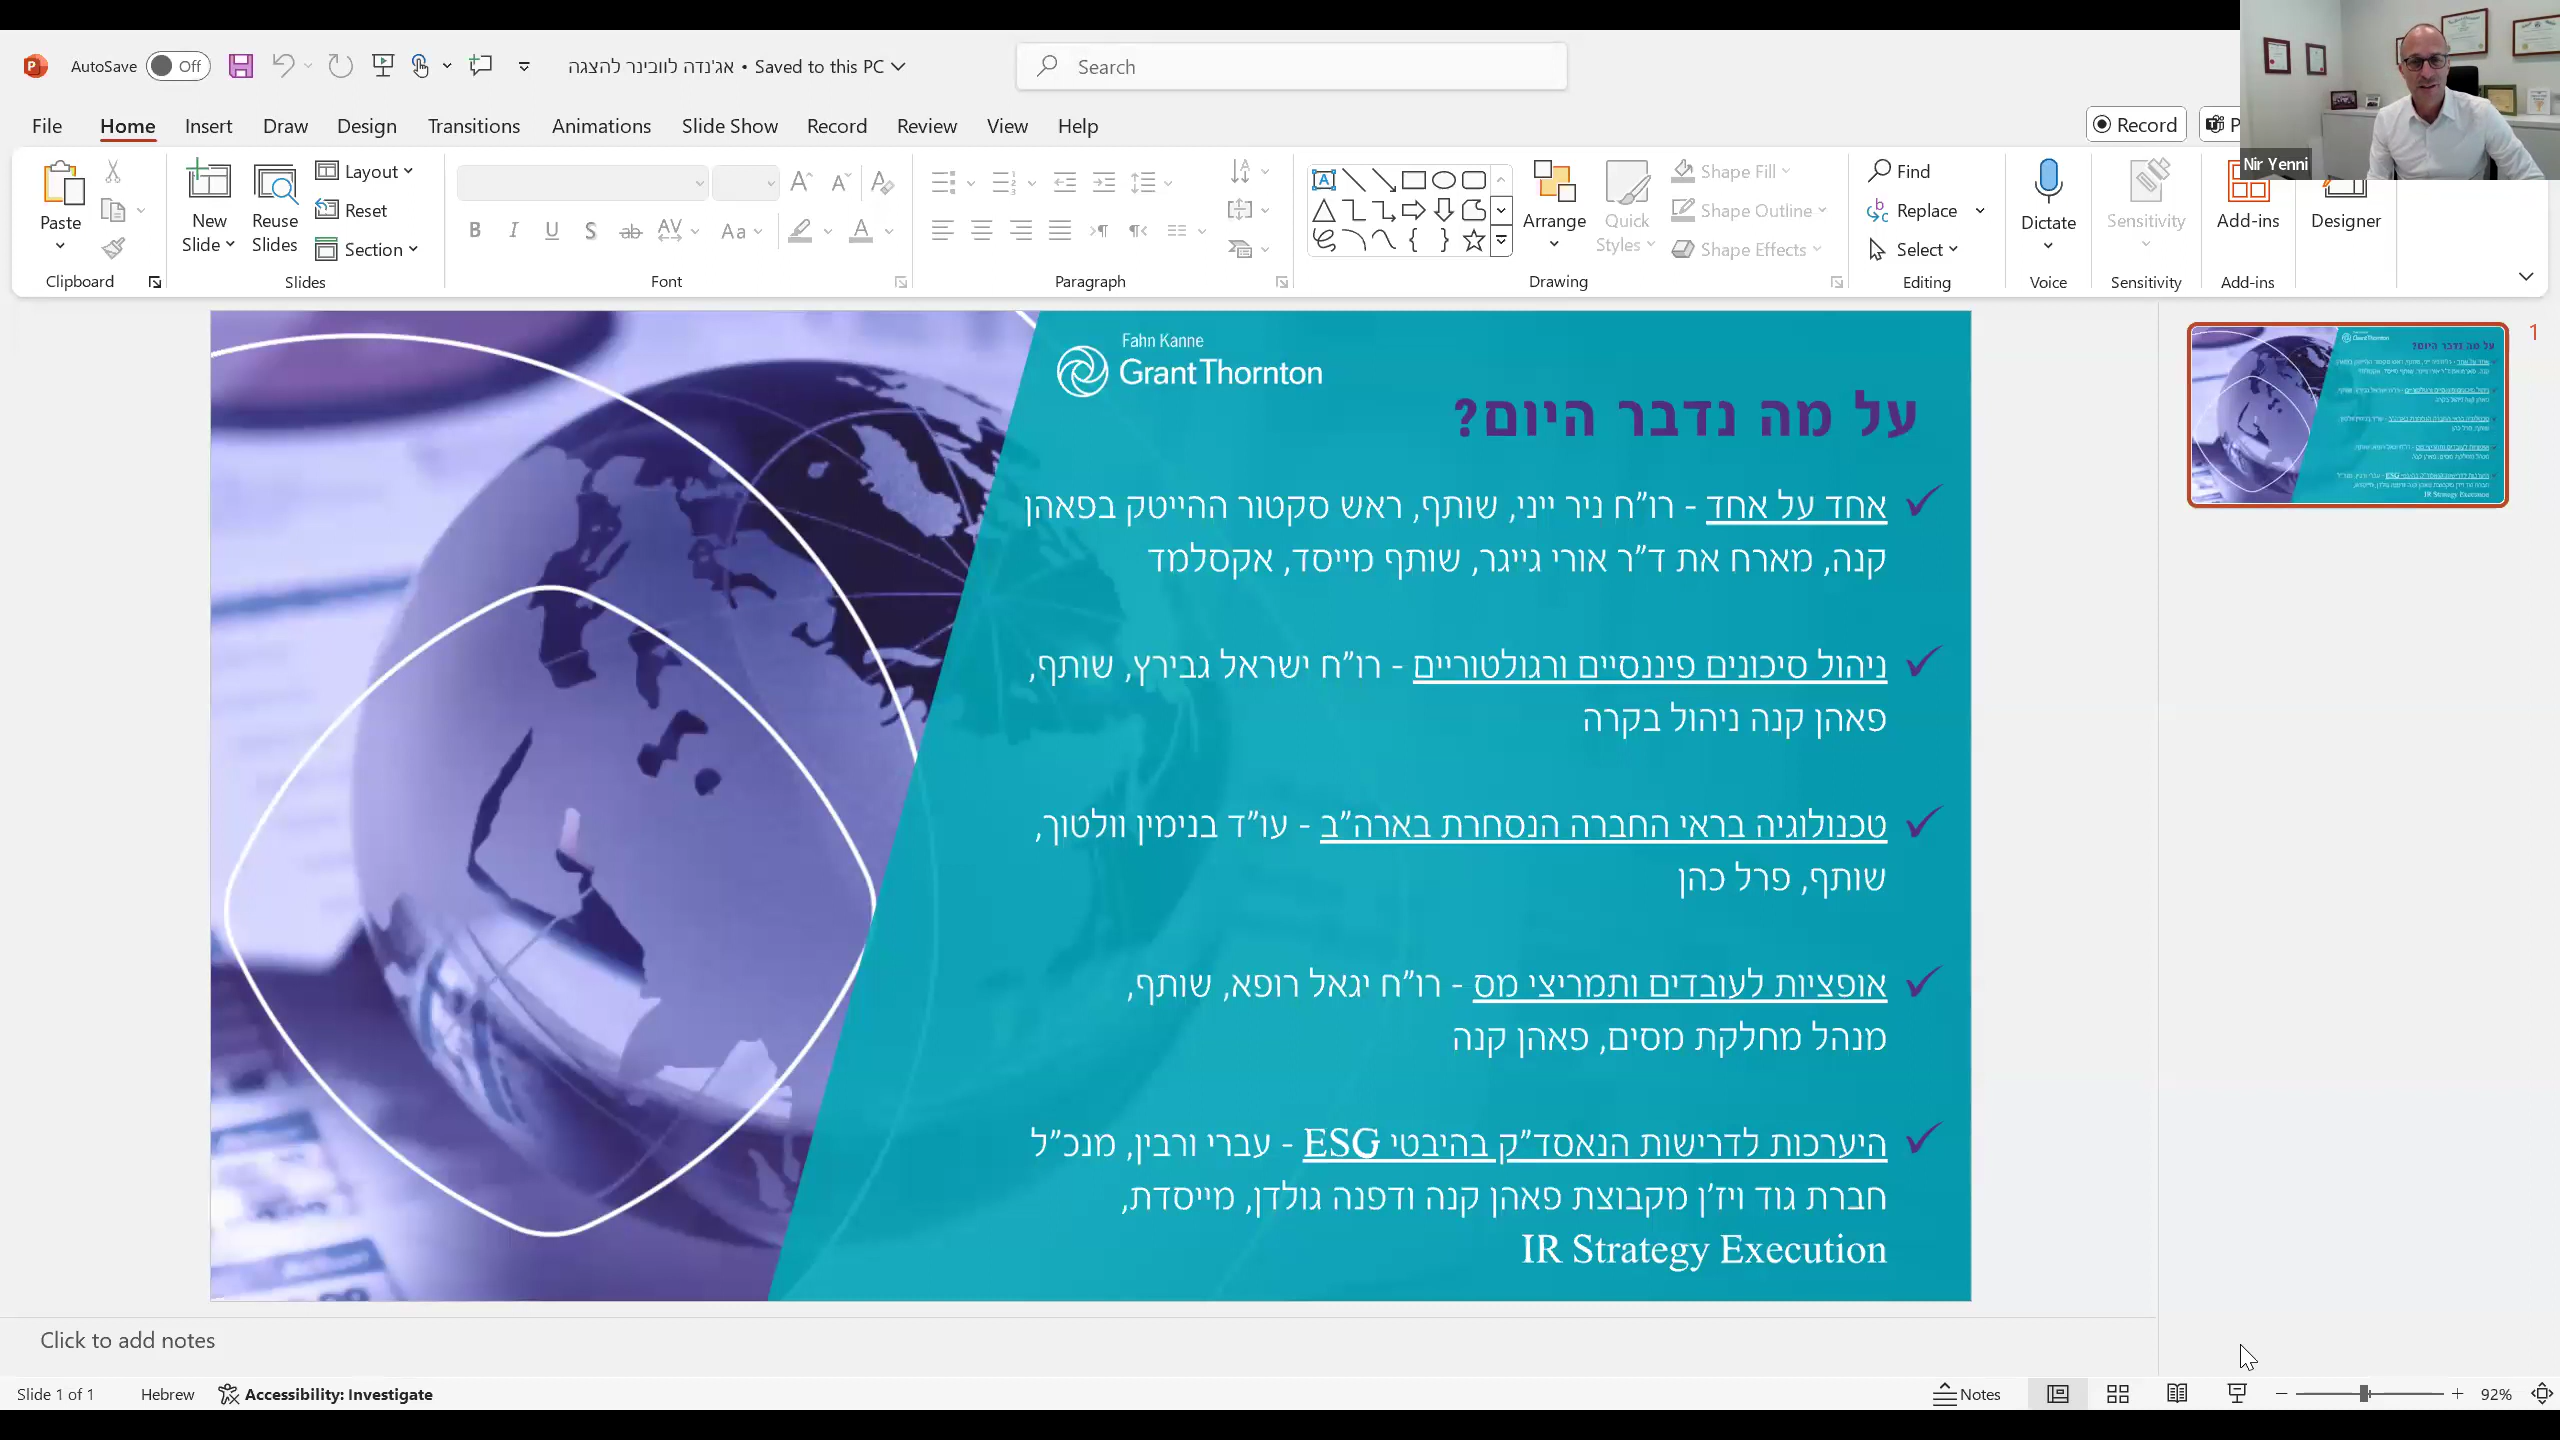 AutoSave Off
אג'נדה לוובינר להצגה • Saved to this PC
Search
Nir Yenni
File Home Insert Draw Design Transitions Animations Slide Show Record Review View Help
Record
Paste
New Slide
Reuse Slides
Layout
Reset
Section
B I U S ab AV Aa A
Arrange
Quick Styles
Shape Fill
Shape Outline
Shape Effects
Find
Replace
Select
Dictate
Sensitivity
Add-ins
Designer
Clipboard Slides Font Paragraph Drawing Editing Voice Sensitivity Add-ins
Fahn Kanne
GrantThornton
על מה נדבר היום?
אחד על אחד - רו"ח ניר ייני, שותף, ראש סקטור ההייטק בפאהן
קנה, מארח את ד"ר אורי גייגר, שותף מייסד, אקסלמד
ניהול סיכונים פיננסיים ורגולטוריים - רו"ח ישראל גבירץ, שותף,
פאהן קנה ניהול בקרה
טכנולוגיה בראי החברה הנסחרת בארה"ב - עו"ד בנימין וולטוך,
שותף, פרל כהן
אופציות לעובדים ותמריצי מס - רו"ח יגאל רופא, שותף,
מנהל מחלקת מסים, פאהן קנה
היערכות לדרישות הנאסד"ק בהיבטי ESG - עברי ורבין, מנכ"ל
חברת גוד ויז'ן מקבוצת פאהן קנה ודפנה גולדן, מייסדת,
IR Strategy Execution
1
Click to add notes
Slide 1 of 1 Hebrew Accessibility: Investigate
Notes
92%